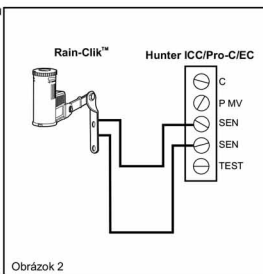 Rain-Clik™
Hunter ICC/Pro-C/EC
C
P MV
SEN
SEN
TEST
Obrázok 2